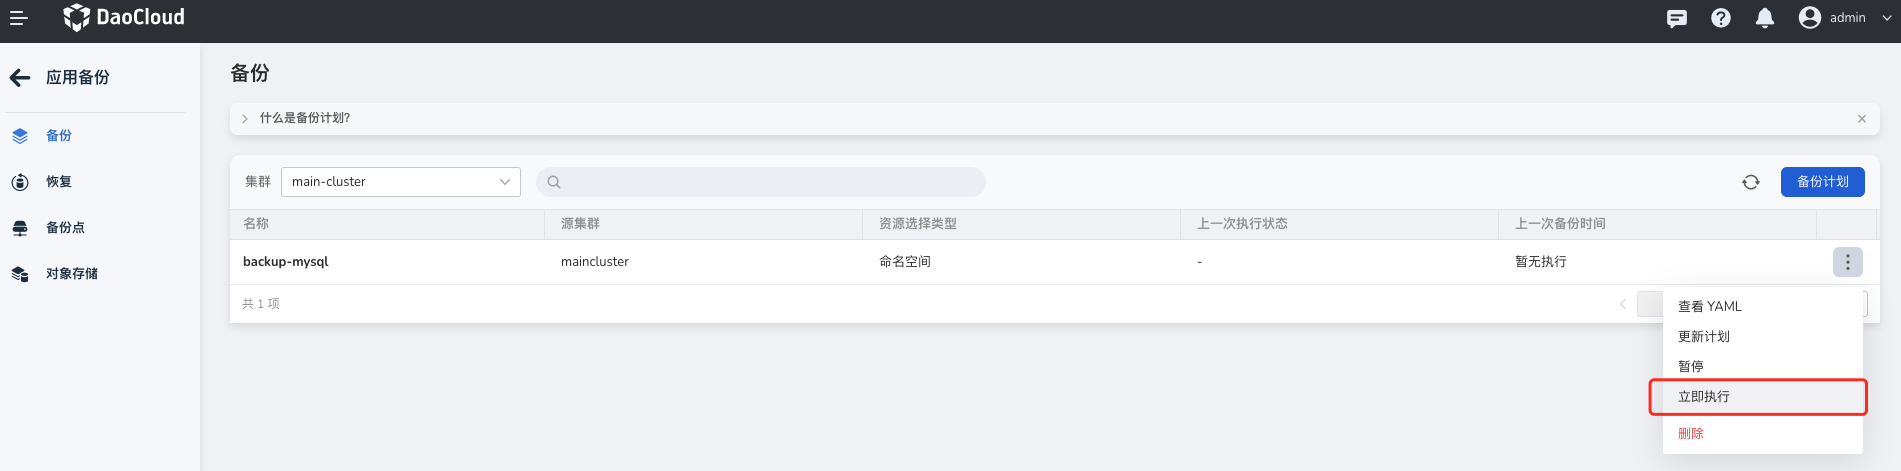 DaoCloud
admin
应用备份
备份
恢复
备份点
对象存储
备份
什么是备份计划?
集群 main-cluster 备份计划
名称 源集群 资源选择类型 上一次执行状态 上一次备份时间
backup-mysql maincluster 命名空间 - 暂无执行
共 1 项
查看 YAML
更新计划
暂停
立即执行
删除